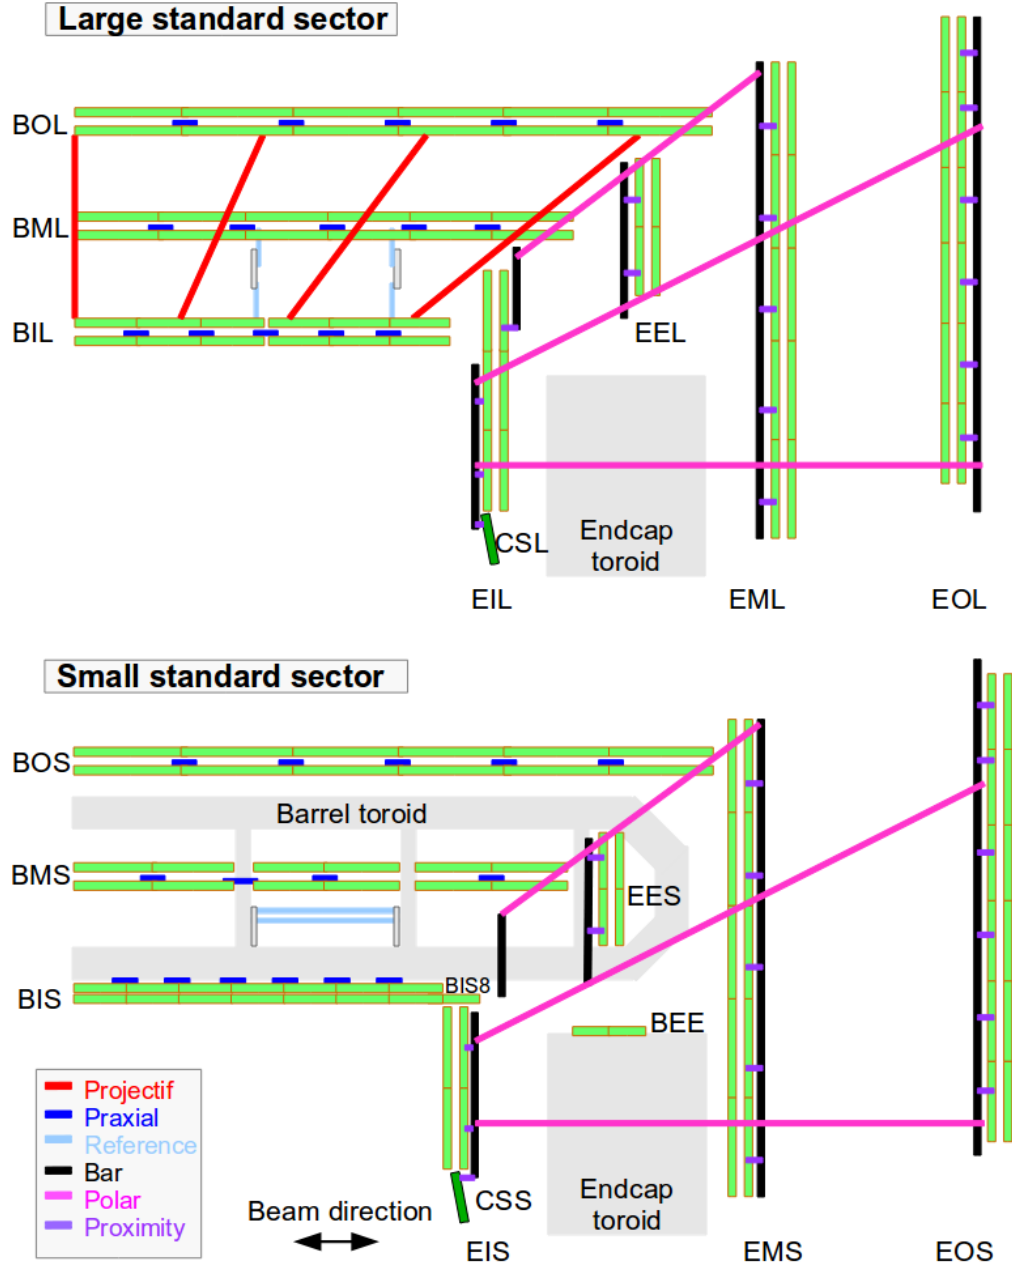 Large standard sector
BOL
BML
BIL
EEL
CSL
Endcap
toroid
EIL
EML
EOL
Small standard sector
BOS
Barrel toroid
BMS
EES
BIS8
BIS
BEE
Projectif
Praxial
Reference
Bar
Polar
Proximity
Beam direction
CSS
Endcap
toroid
EIS
EMS
EOS